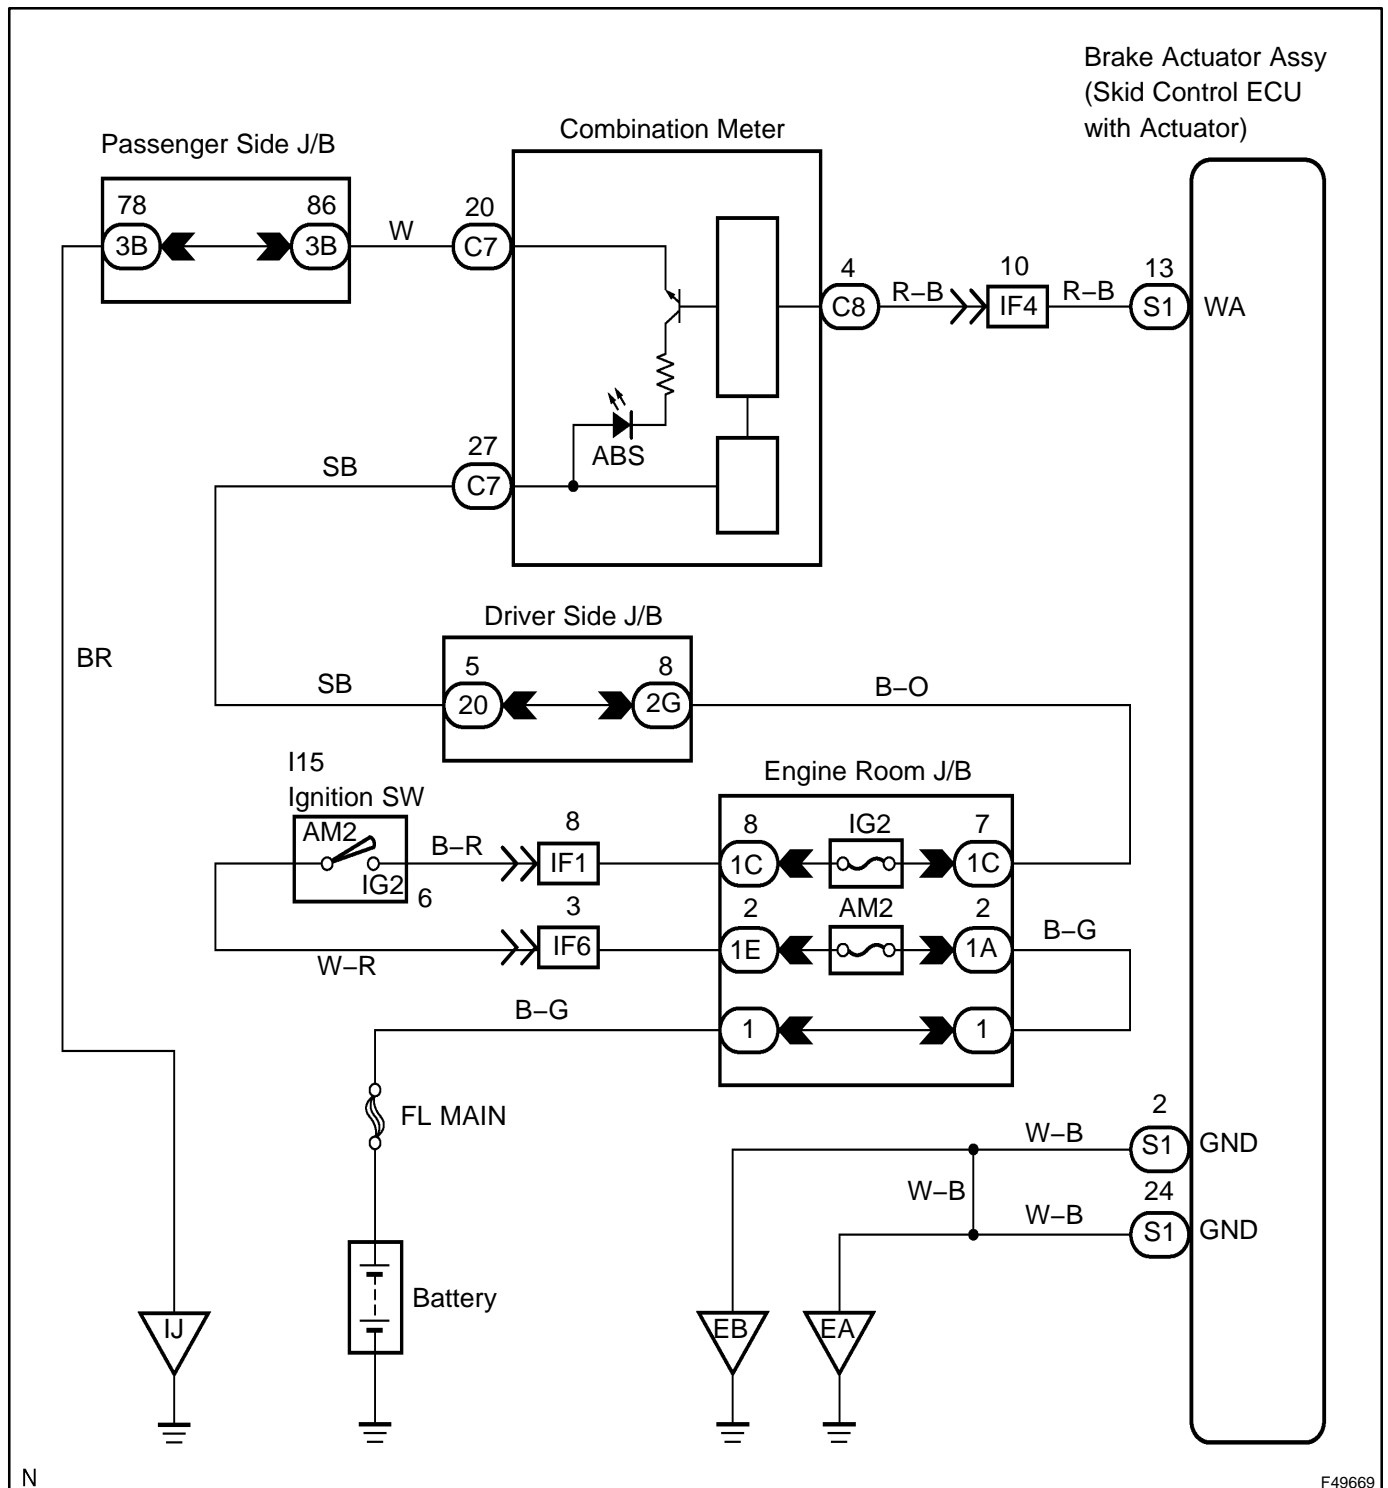 Brake Actuator Assy
(Skid Control ECU
with Actuator)
Combination Meter
Passenger Side J/B
78
86
20
3B
3B
W
C7
4
10
13
C8
R–B
IF4
R–B
S1
WA
ABS
27
SB
C7
Driver Side J/B
BR
5
8
SB
20
2G
B–O
I15
Ignition SW
Engine Room J/B
AM2
IG2
6
B–R
8
IF1
8
IG2
7
1C
1C
3
2
AM2
2
W–R
IF6
1E
1A
B–G
B–G
1
1
FL MAIN
2
W–B
S1
GND
W–B
24
W–B
S1
GND
Battery
IJ
EB
EA
N
F49669